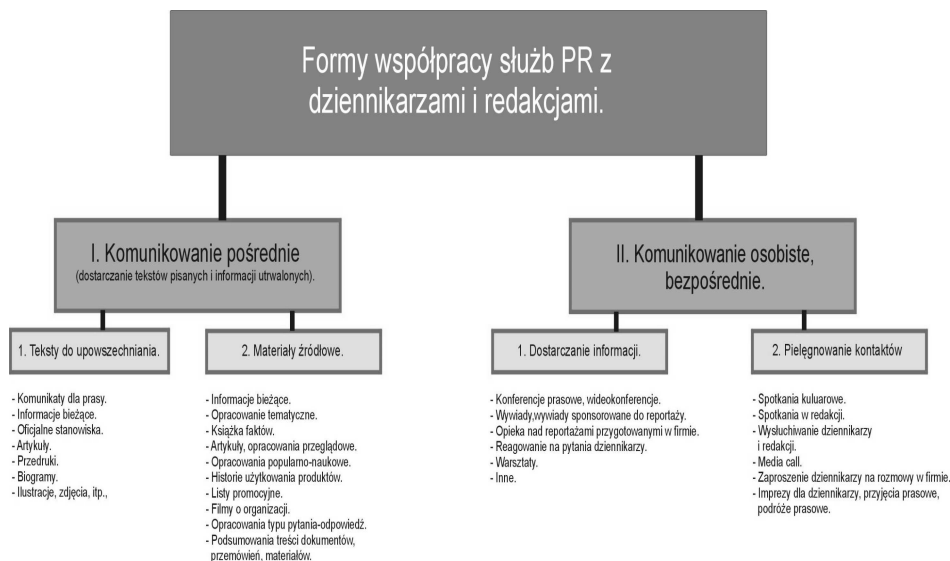 Formy współpracy służb PR z
dziennikarzami i redakcjami.
I. Komunikowanie pośrednie
(dostarczanie tekstów pisanych i informacji utrwalonych).
1. Teksty do upowszechniania.
- Komunikaty dla prasy.
- Informacje bieżące.
- Oficjalne stanowiska.
- Artykuły.
- Przedruki.
- Biogramy.
- Ilustracje, zdjęcia, itp.,
2. Materiały źródłowe.
- Informacje bieżące.
- Opracowanie tematyczne.
- Książka faktów.
- Artykuły, opracowania przeglądowe.
- Opracowania popularno-naukowe.
- Historie użytkowania produktów.
- Listy promocyjne.
- Filmy o organizacji.
- Opracowania typu pytania-odpowiedź.
- Podsumowania treści dokumentów,
przemówień, materiałów.
II. Komunikowanie osobiste,
bezpośrednie.
1. Dostarczanie informacji.
- Konferencje prasowe, wideokonferencje.
- Wywiady,wywiady sponsorowane do reportaży.
- Opieka nad reportażami przygotowanymi w firmie.
- Reagowanie na pytania dziennikarzy.
- Warsztaty.
- Inne.
2. Pielęgnowanie kontaktów
- Spotkania kuluarowe.
- Spotkania w redakcji.
- Wysłuchiwanie dziennikarzy
i redakcji.
- Media call.
- Zaproszenie dziennikarzy na rozmowy w firmie.
- Imprezy dla dziennikarzy, przyjęcia prasowe,
podróże prasowe.